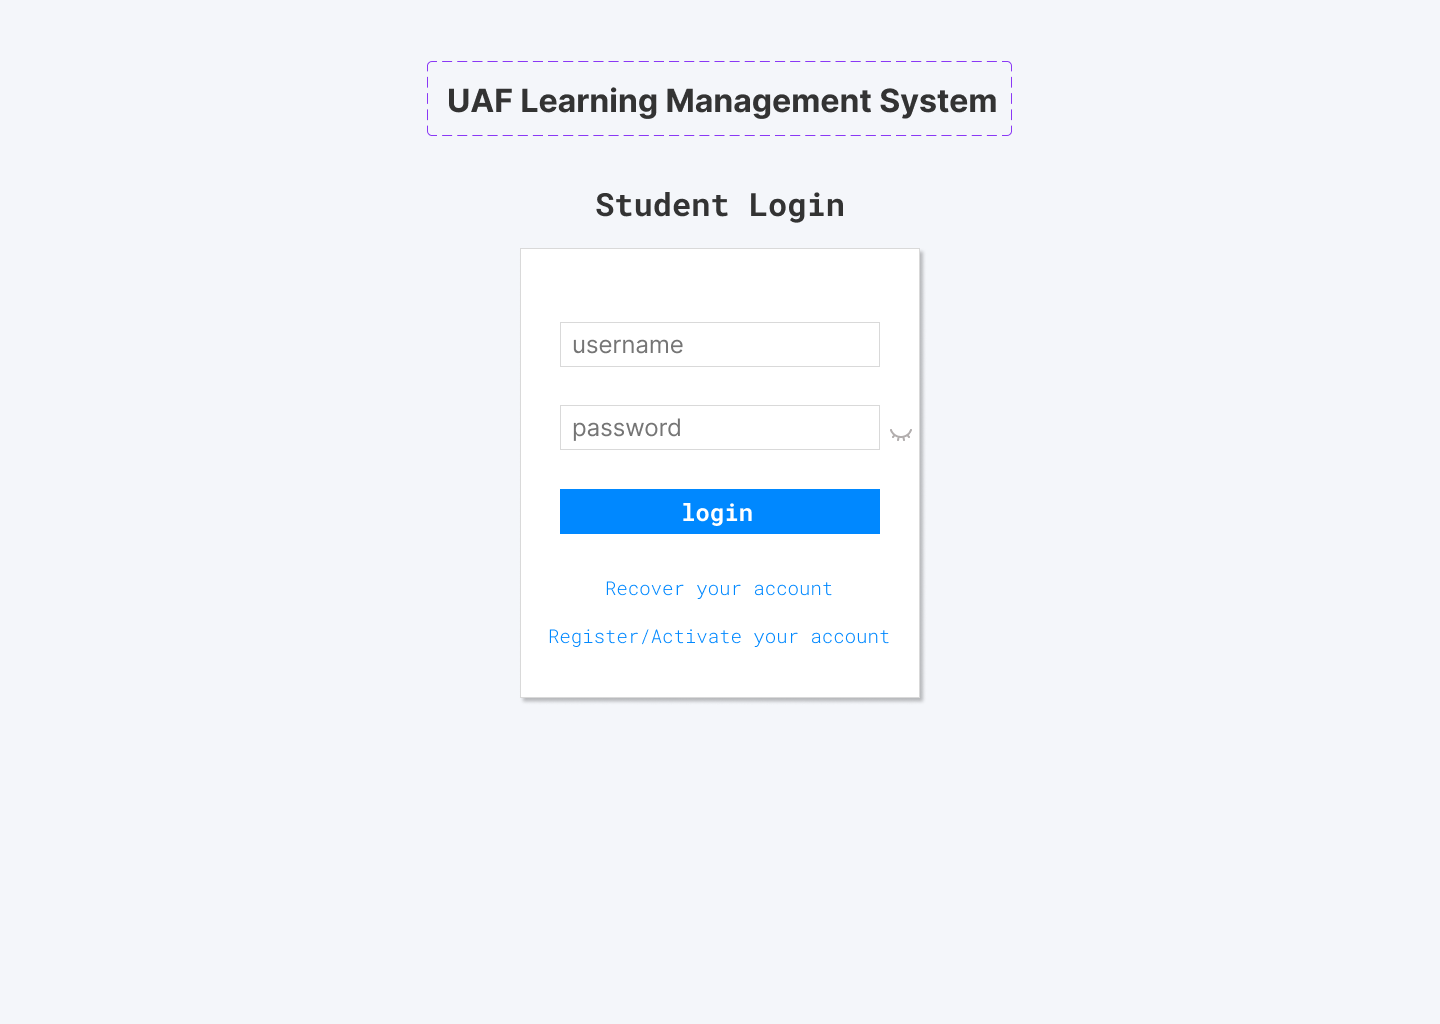 UAF Learning Management System
Student Login
username
password
login
Recover your account
Register/Activate your account